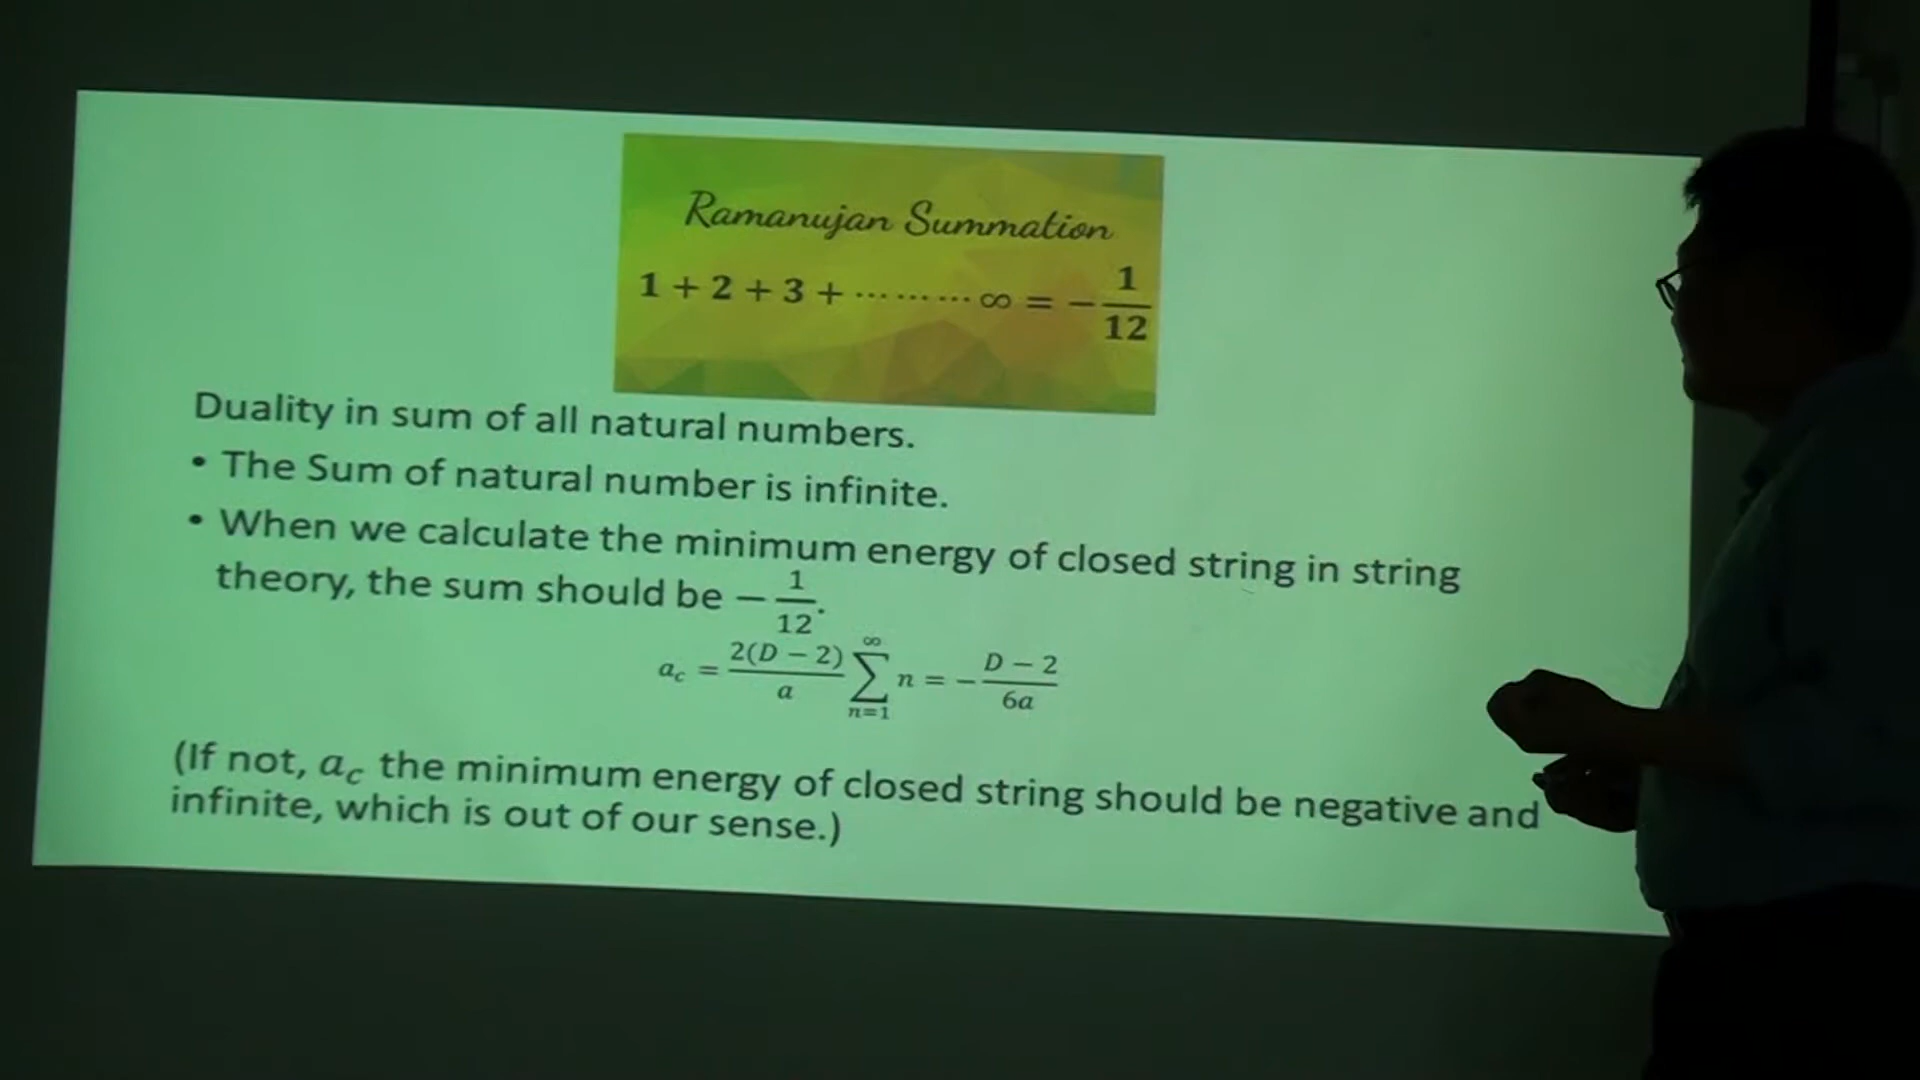 Ramanujan Summation
1 + 2 + 3 + ……… ∞ = − 1/12
Duality in sum of all natural numbers.
• The Sum of natural number is infinite.
• When we calculate the minimum energy of closed string in string
theory, the sum should be − 1/12.
a_c = 2(D − 2)/a ∑_{n=1}^{∞} n = − (D − 2)/6a
(If not, a_c the minimum energy of closed string should be negative and
infinite, which is out of our sense.)